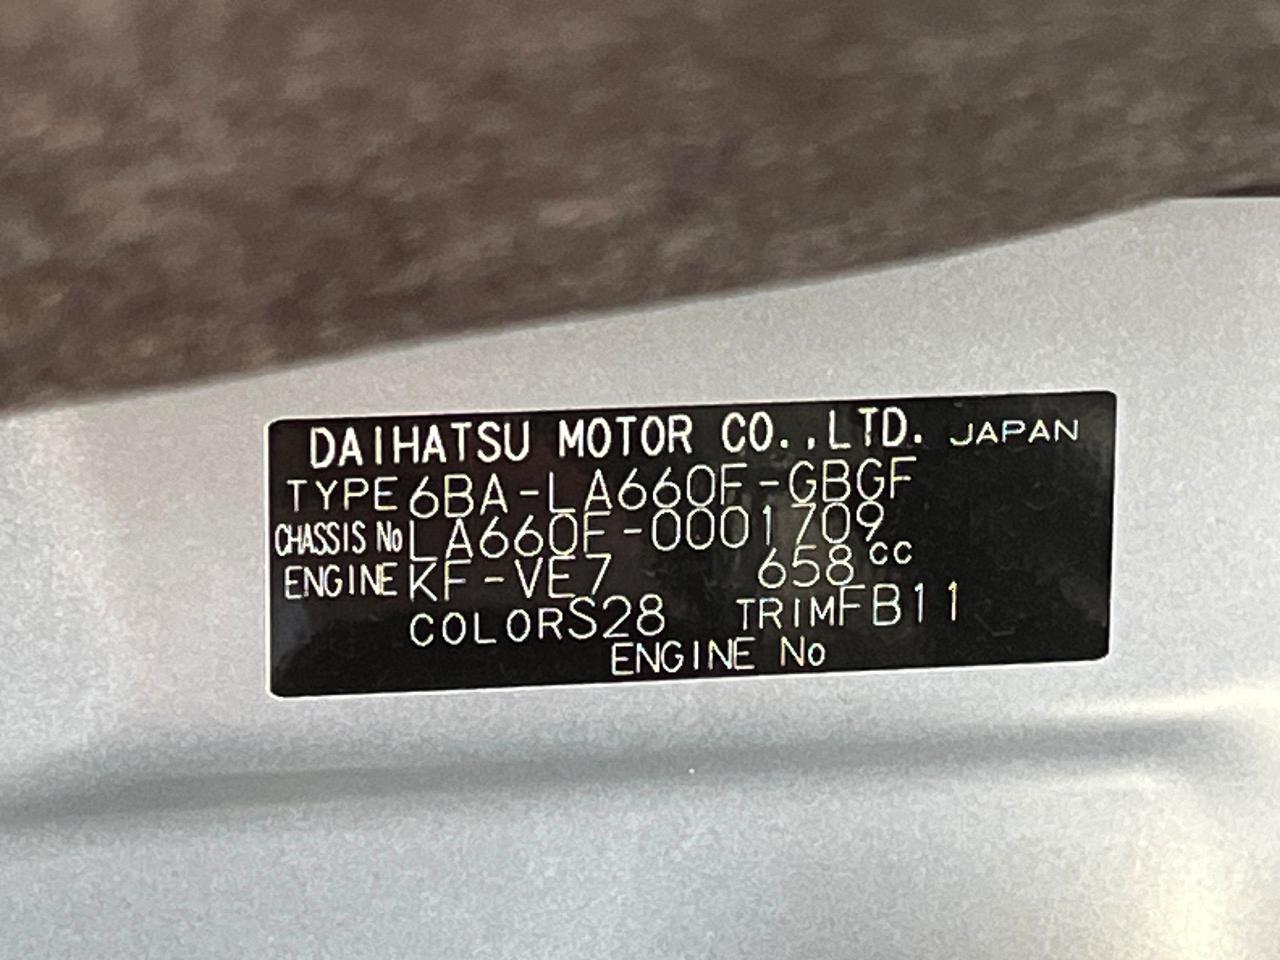 DAIHATSU MOTOR CO.,LTD. JAPAN
TYPE 6BA-LA660F-GBGF
CHASSIS No LA660F-0001709
ENGINE KF-VE7 658cc
COLOR S28 TRIM FB11
ENGINE No